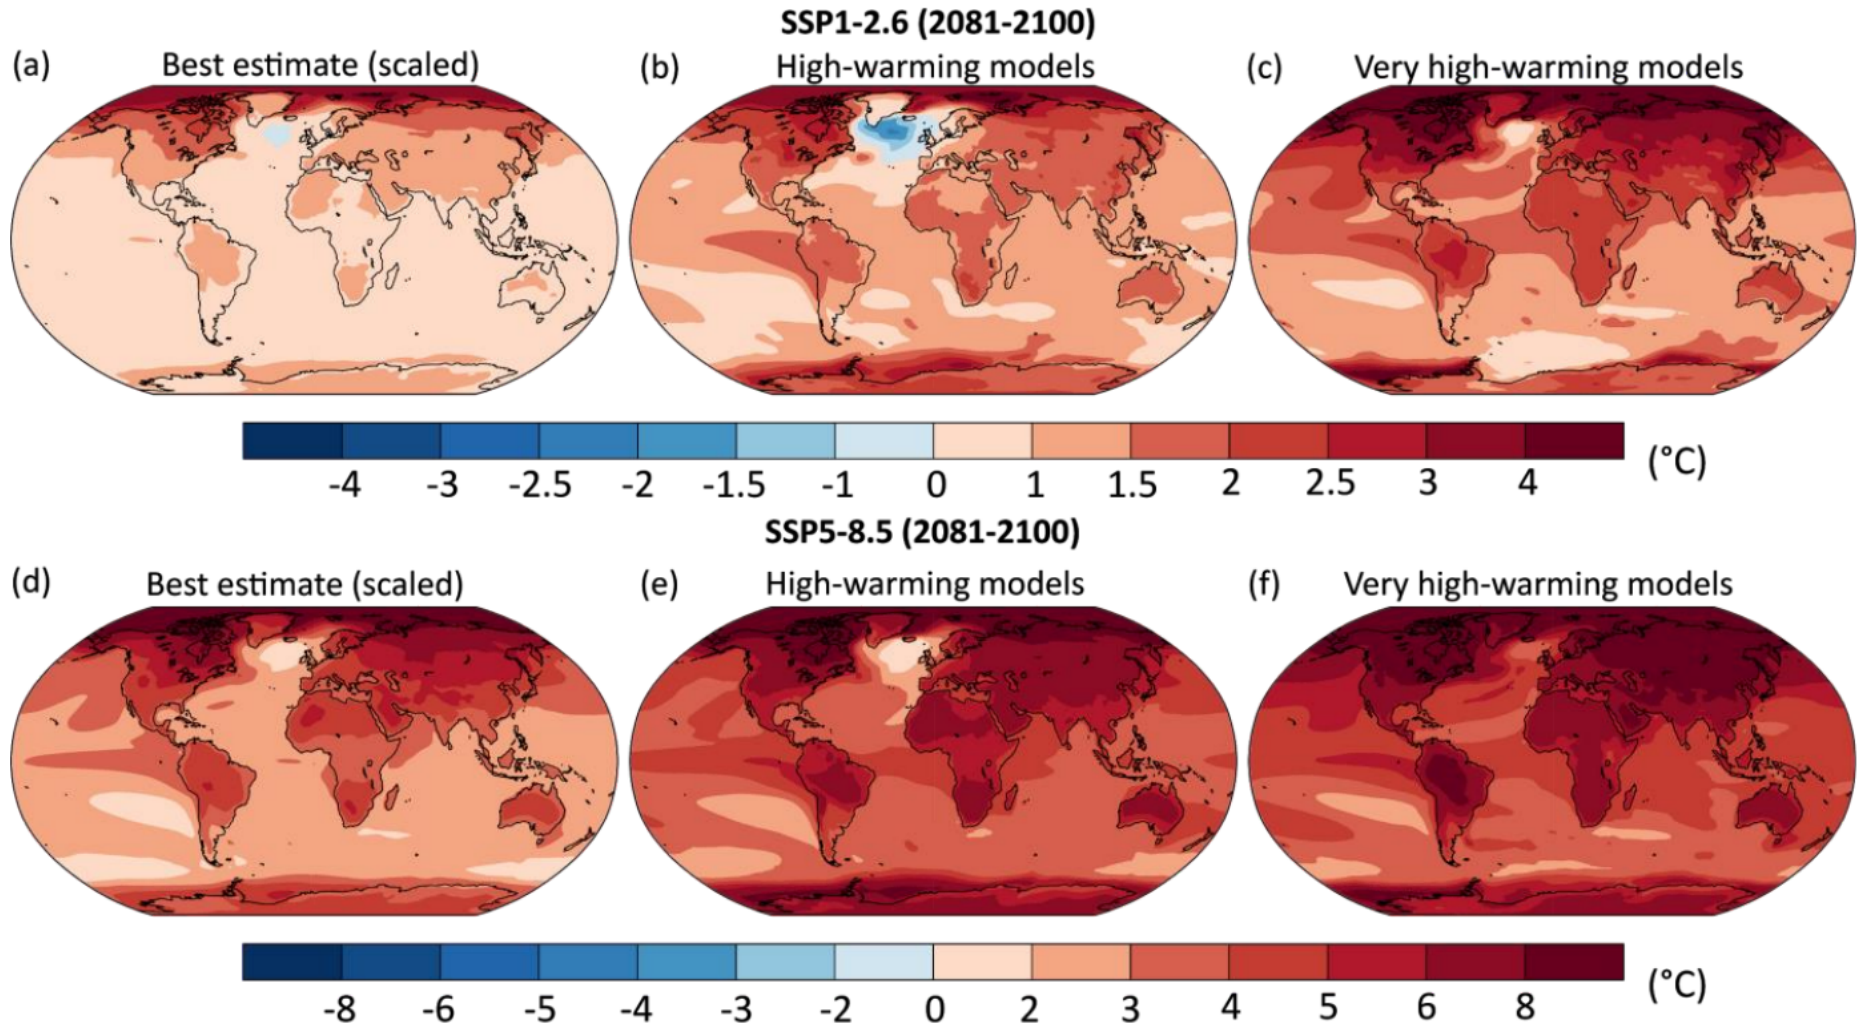 SSP1-2.6 (2081-2100)
(a) Best estimate (scaled)
(b) High-warming models
(c) Very high-warming models
-4 -3 -2.5 -2 -1.5 -1 0 1 1.5 2 2.5 3 4 (°C)
SSP5-8.5 (2081-2100)
(d) Best estimate (scaled)
(e) High-warming models
(f) Very high-warming models
-8 -6 -5 -4 -3 -2 0 2 3 4 5 6 8 (°C)